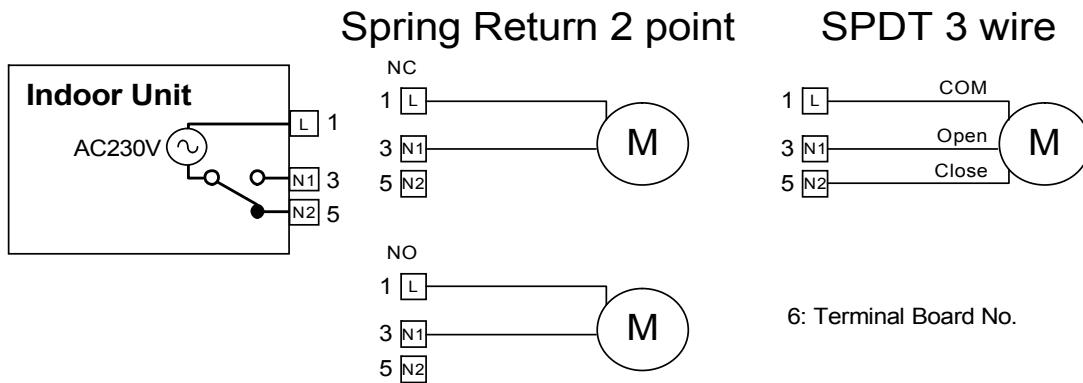 Spring Return 2 point
SPDT 3 wire
Indoor Unit
AC230V
L 1
N1 3
N2 5
NC
1 L
3 N1
5 N2
M
NO
1 L
3 N1
5 N2
M
1 L COM
3 N1 Open
5 N2 Close
M
6: Terminal Board No.